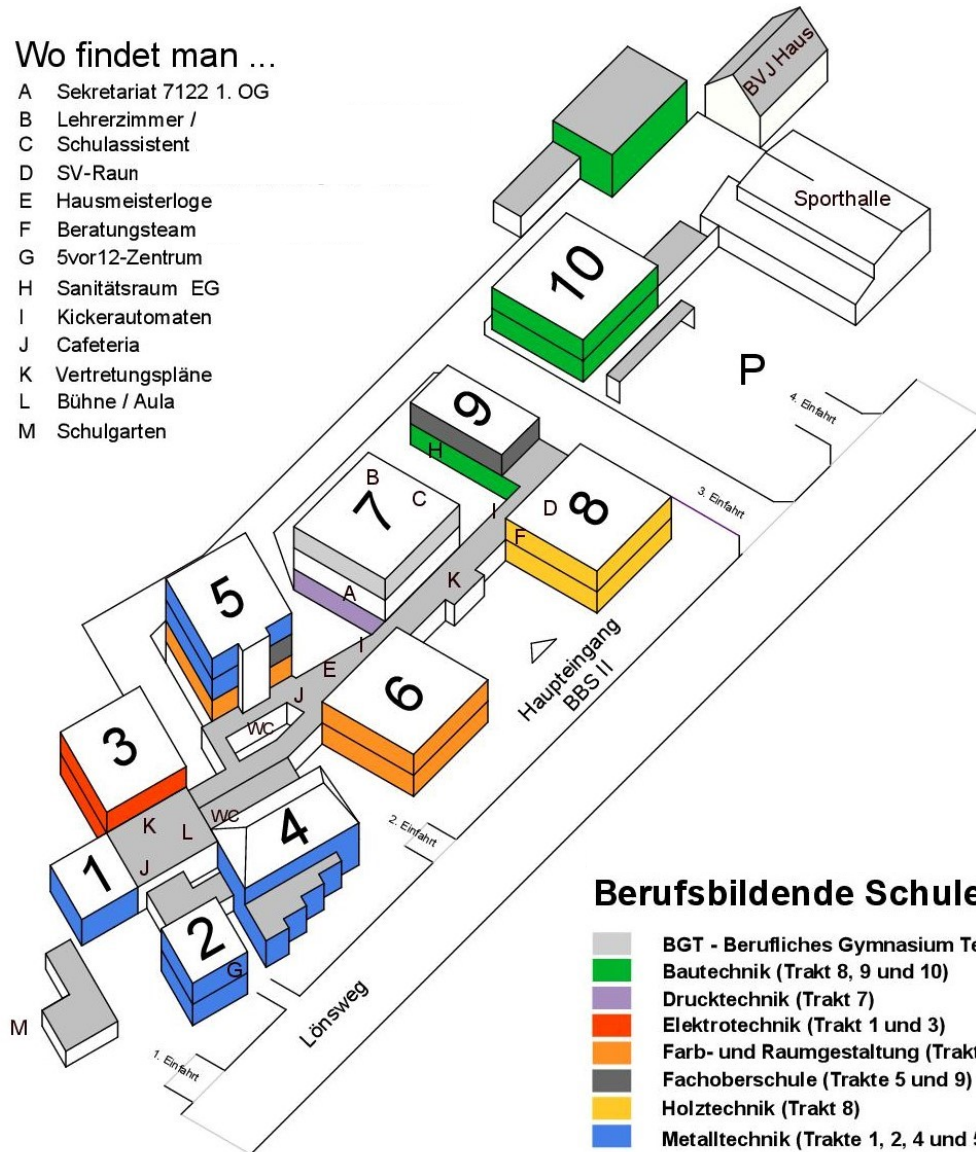 Wo findet man ...
A Sekretariat 7122 1. OG
B Lehrerzimmer /
C Schulassistent
D SV-Raun
E Hausmeisterloge
F Beratungsteam
G 5vor12-Zentrum
H Sanitätsraum EG
I Kickerautomaten
J Cafeteria
K Vertretungspläne
L Bühne / Aula
M Schulgarten
BVJ Haus
Sporthalle
10
P
4. Einfahrt
9
H
B
C
7
I
D
8
3. Einfahrt
F
A
K
5
I
E
Haupteingang
BBS II
J
6
WC
3
WC
K
L
4
2. Einfahrt
J
1
2
G
Lönsweg
M
1. Einfahrt
Berufsbildende Schule
BGT - Berufliches Gymnasium Te
Bautechnik (Trakt 8, 9 und 10)
Drucktechnik (Trakt 7)
Elektrotechnik (Trakt 1 und 3)
Farb- und Raumgestaltung (Trakt
Fachoberschule (Trakte 5 und 9)
Holztechnik (Trakt 8)
Metalltechnik (Trakte 1, 2, 4 und 5